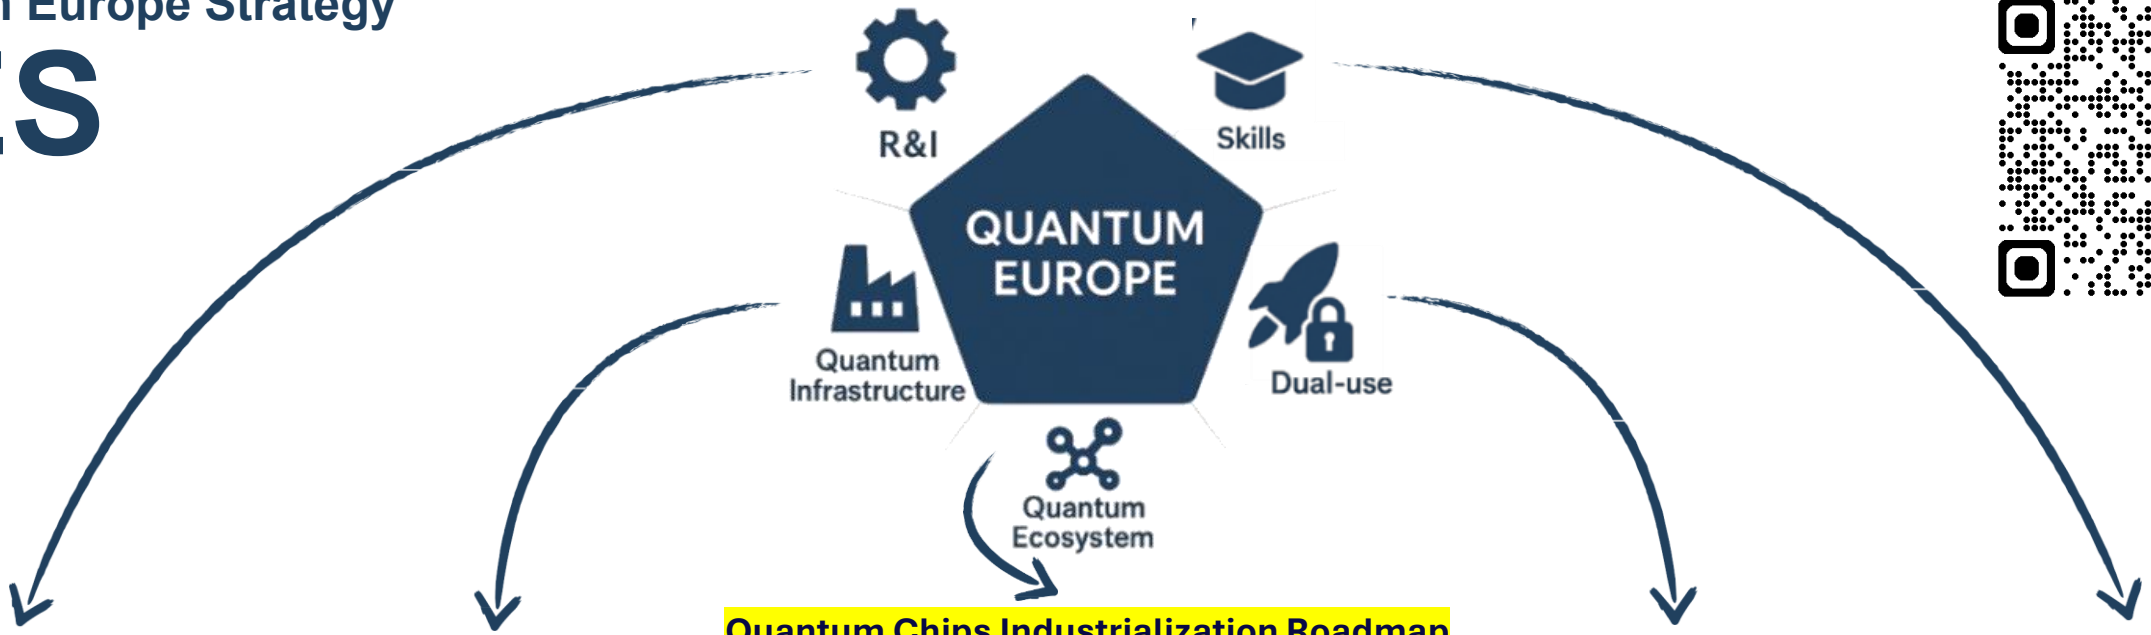 Europe Strategy
R&I
Skills
QUANTUM
EUROPE
Quantum
Infrastructure
Dual-use
Quantum
Ecosystem
Quantum Chips Industrialization Roadmap